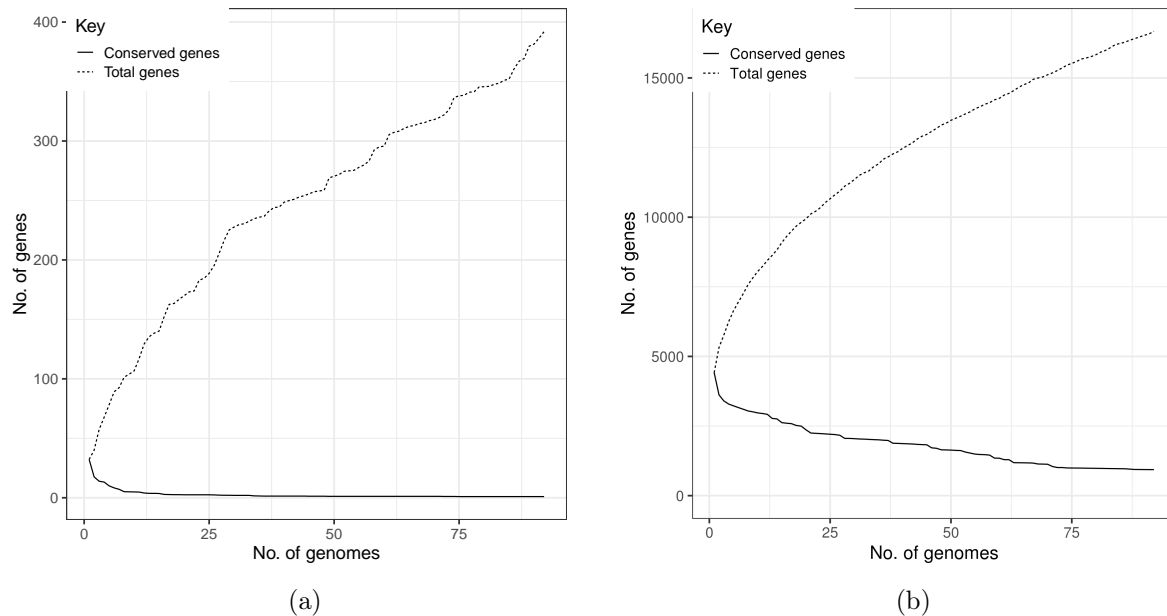 Key
Conserved genes
Total genes
No. of genes
400
300
200
100
0
0
25
50
75
No. of genomes
(a)
Key
Conserved genes
Total genes
No. of genes
15000
10000
5000
0
0
25
50
75
No. of genomes
(b)